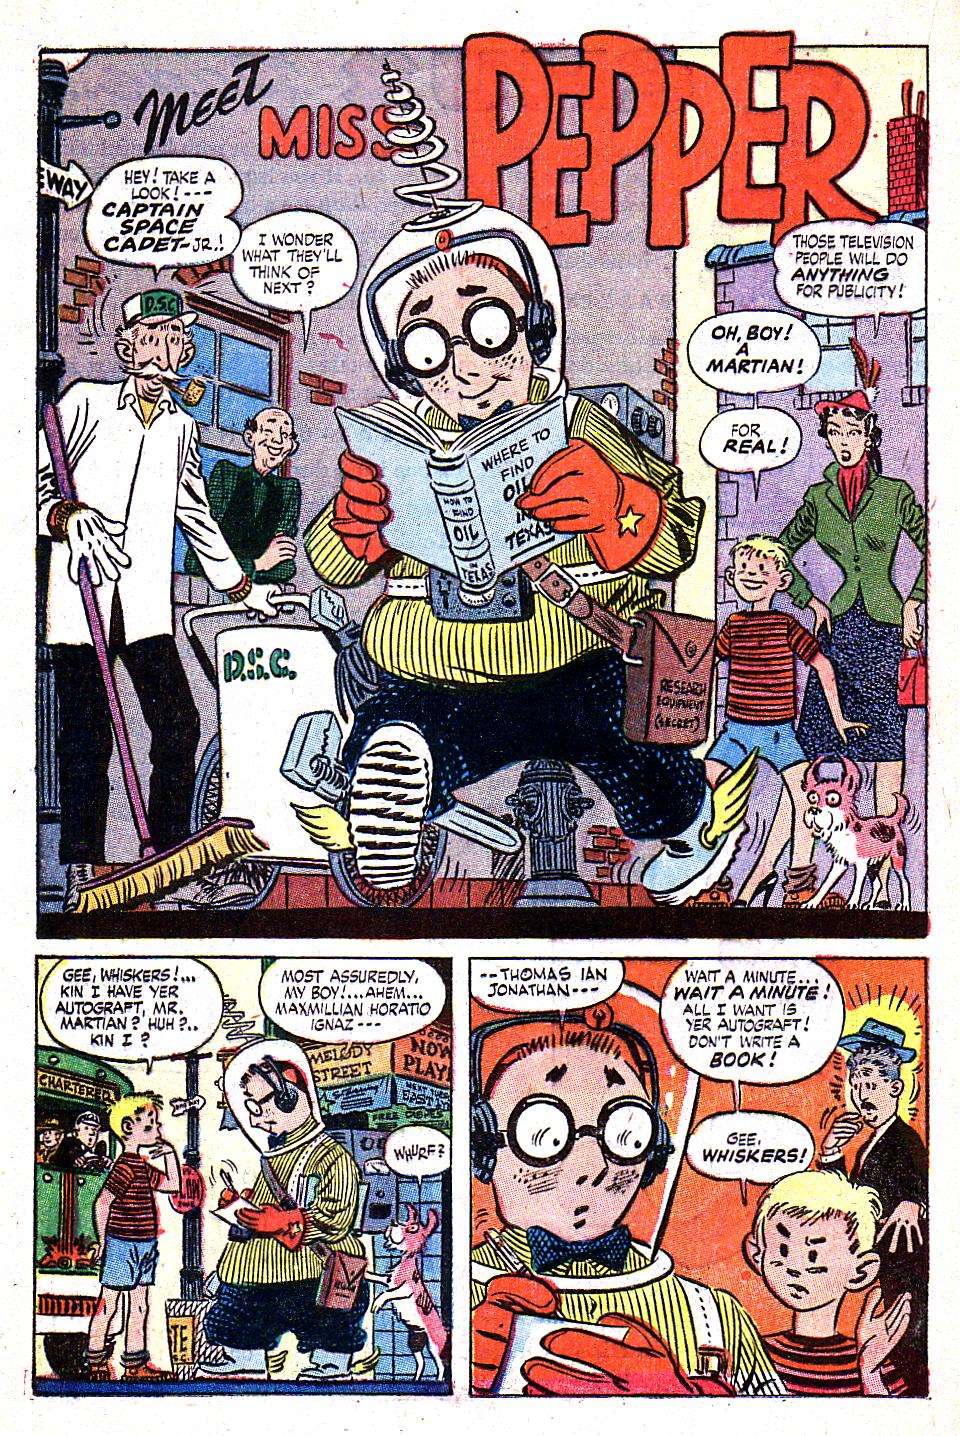 MEET
MISS
PEPPER
EWAY
HEY! TAKE A
LOOK!---
CAPTAIN
SPACE
CADET-JR.!
I WONDER
WHAT THEY'LL
THINK OF
NEXT?
THOSE TELEVISION
PEOPLE WILL DO
ANYTHING
FOR PUBLICITY!
OH, BOY!
A
MARTIAN!
FOR
REAL!
D.S.C
WHERE TO
FIND
OIL
IN
TEXAS
HOW TO
FIND
OIL
IN
TEXAS
D.S.C.
RESEARCH
EQUIPMENT
(SECRET)
GEE, WHISKERS!...
KIN I HAVE YER
AUTOGRAFT, MR.
MARTIAN? HUH?..
KIN I?
MOST ASSUREDLY,
MY BOY!...AHEM...
MAXMILLIAN HORATIO
IGNAZ---
CHARTERED
MELODY
STREET
NOW
PLAY
WHURF?
--THOMAS IAN
JONATHAN---
WAIT A MINUTE...
WAIT A MINUTE!
ALL I WANT IS
YER AUTOGRAFT!
DON'T WRITE A
BOOK!
GEE,
WHISKERS!